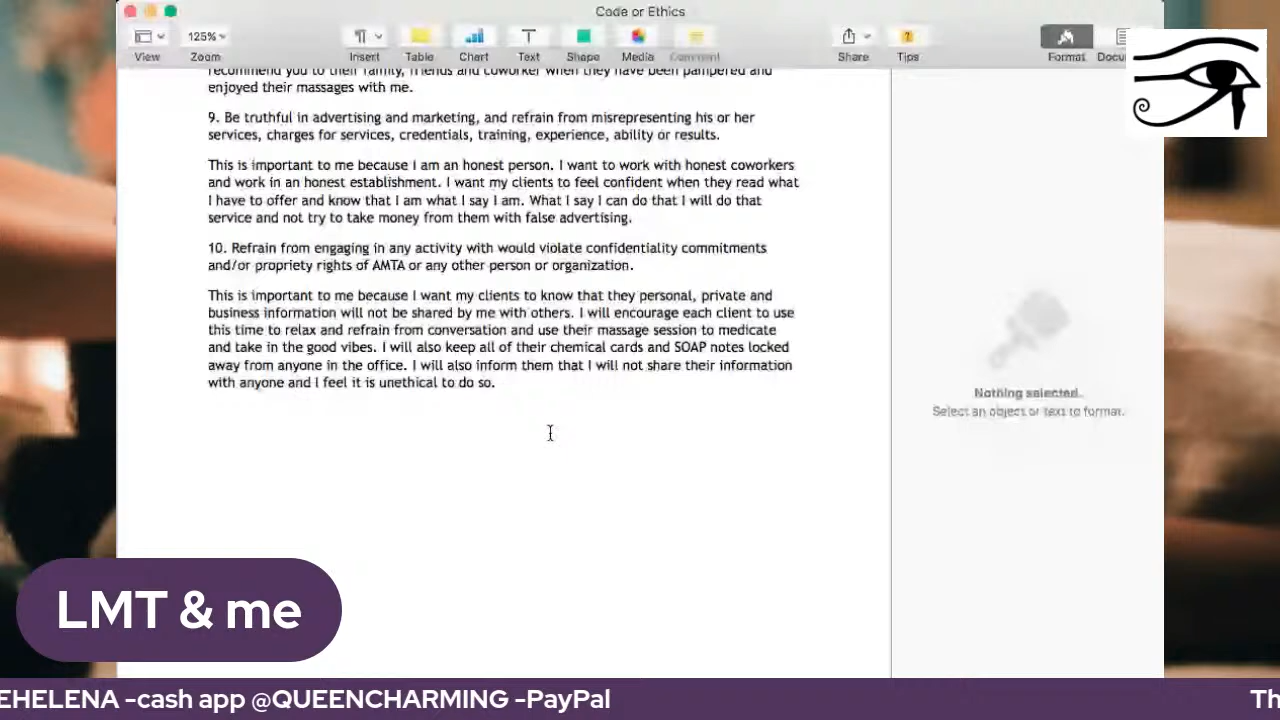 Code or Ethics
125%
View
Zoom
Insert
Table
Chart
Text
Shape
Media
Comment
Share
Tips
Format
Docu
recommend you to their family, friends and coworker when they have been pampered and
enjoyed their massages with me.
9. Be truthful in advertising and marketing, and refrain from misrepresenting his or her
services, charges for services, credentials, training, experience, ability or results.
This is important to me because I am an honest person. I want to work with honest coworkers
and work in an honest establishment. I want my clients to feel confident when they read what
I have to offer and know that I am what I say I am. What I say I can do that I will do that
service and not try to take money from them with false advertising.
10. Refrain from engaging in any activity with would violate confidentiality commitments
and/or propriety rights of AMTA or any other person or organization.
This is important to me because I want my clients to know that they personal, private and
business information will not be shared by me with others. I will encourage each client to use
this time to relax and refrain from conversation and use their massage session to medicate
and take in the good vibes. I will also keep all of their chemical cards and SOAP notes locked
away from anyone in the office. I will also inform them that I will not share their information
with anyone and I feel it is unethical to do so.
Nothing selected.
Select an object or text to format.
LMT & me
EHELENA -cash app @QUEENCHARMING -PayPal
Th